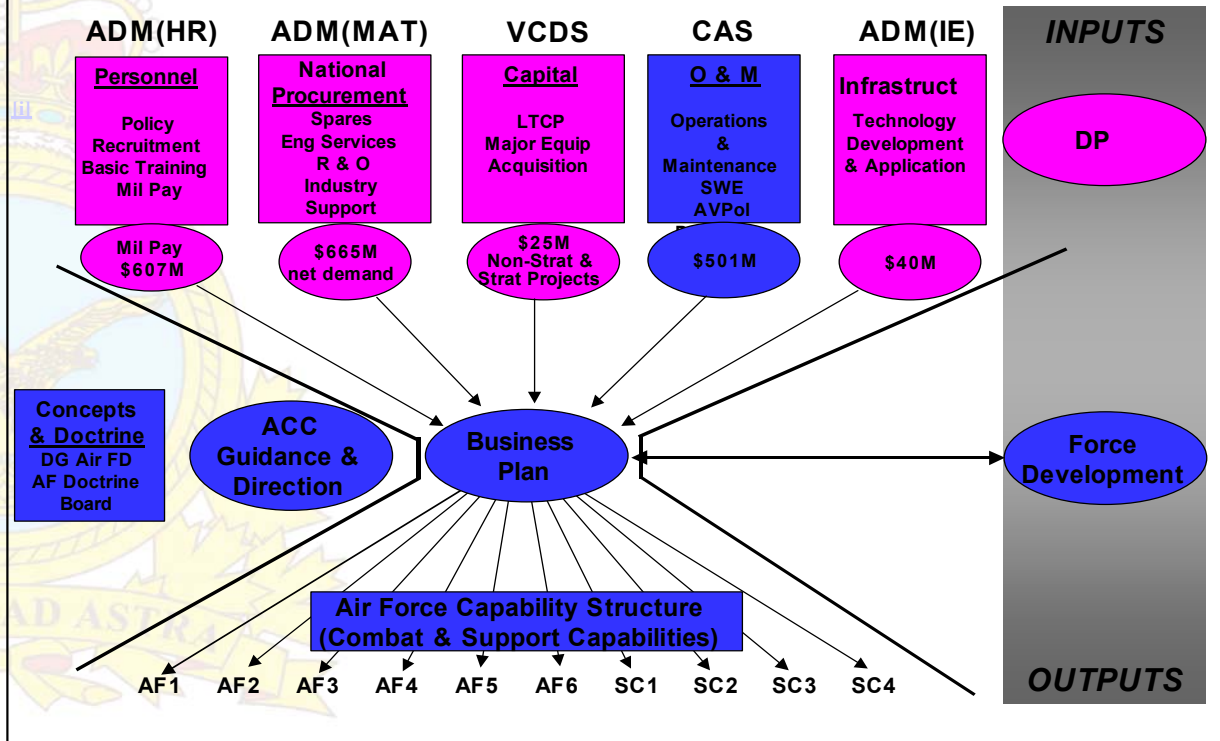 ADM(HR)
ADM(MAT)
VCDS
CAS
ADM(IE)
INPUTS
Personnel
Policy
Recruitment
Basic Training
Mil Pay
National
Procurement
Spares
Eng Services
R & O
Industry
Support
Capital
LTCP
Major Equip
Acquisition
O & M
Operations
&
Maintenance
SWE
AVPol
Infrastruct
Technology
Development
& Application
DP
Mil Pay
$607M
$665M
net demand
$25M
Non-Strat &
Strat Projects
$501M
$40M
Concepts
& Doctrine
DG Air FD
AF Doctrine
Board
ACC
Guidance &
Direction
Business
Plan
Force
Development
Air Force Capability Structure
(Combat & Support Capabilities)
AD ASTRA
AF1
AF2
AF3
AF4
AF5
AF6
SC1
SC2
SC3
SC4
OUTPUTS